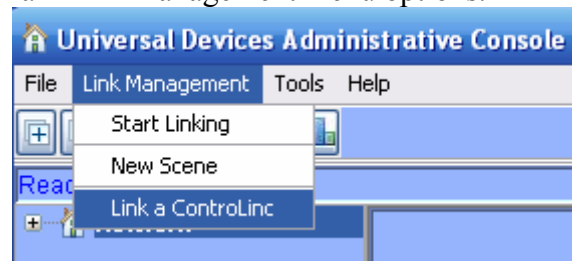 Universal Devices Administrative Console
File Link Management Tools Help
Start Linking
New Scene
Link a ControLinc